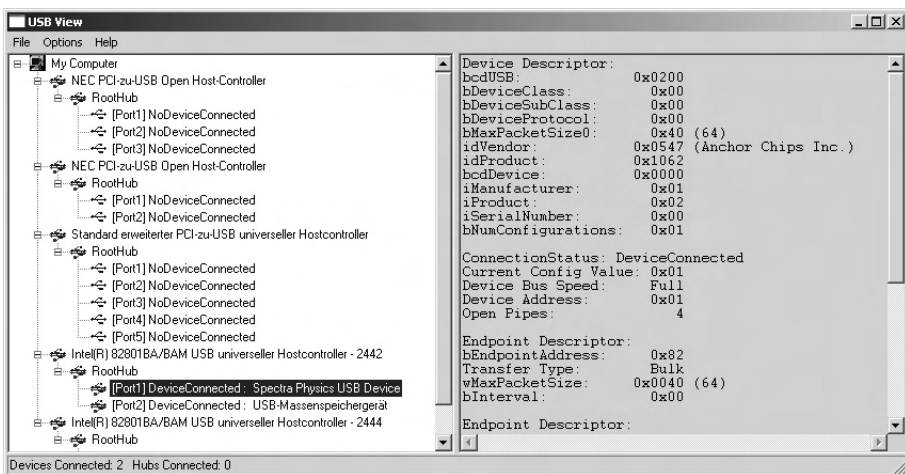 USB View
File Options Help
My Computer
NEC PCI-zu-USB Open Host-Controller
RootHub
[Port1] NoDeviceConnected
[Port2] NoDeviceConnected
[Port3] NoDeviceConnected
NEC PCI-zu-USB Open Host-Controller
RootHub
[Port1] NoDeviceConnected
[Port2] NoDeviceConnected
Standard erweiterter PCI-zu-USB universeller Hostcontroller
RootHub
[Port1] NoDeviceConnected
[Port2] NoDeviceConnected
[Port3] NoDeviceConnected
[Port4] NoDeviceConnected
[Port5] NoDeviceConnected
Intel(R) 82801BA/BAM USB universeller Hostcontroller - 2442
RootHub
[Port1] DeviceConnected : Spectra Physics USB Device
[Port2] DeviceConnected : USB-Massenspeichergerät
Intel(R) 82801BA/BAM USB universeller Hostcontroller - 2444
RootHub
Device Descriptor:
bcdUSB: 0x0200
bDeviceClass: 0x00
bDeviceSubClass: 0x00
bDeviceProtocol: 0x00
bMaxPacketSize0: 0x40 (64)
idVendor: 0x0547 (Anchor Chips Inc.)
idProduct: 0x1062
bcdDevice: 0x0000
iManufacturer: 0x01
iProduct: 0x02
iSerialNumber: 0x00
bNumConfigurations: 0x01
ConnectionStatus: DeviceConnected
Current Config Value: 0x01
Device Bus Speed: Full
Device Address: 0x01
Open Pipes: 4
Endpoint Descriptor:
bEndpointAddress: 0x82
Transfer Type: Bulk
wMaxPacketSize: 0x0040 (64)
bInterval: 0x00
Endpoint Descriptor:
Devices Connected: 2 Hubs Connected: 0